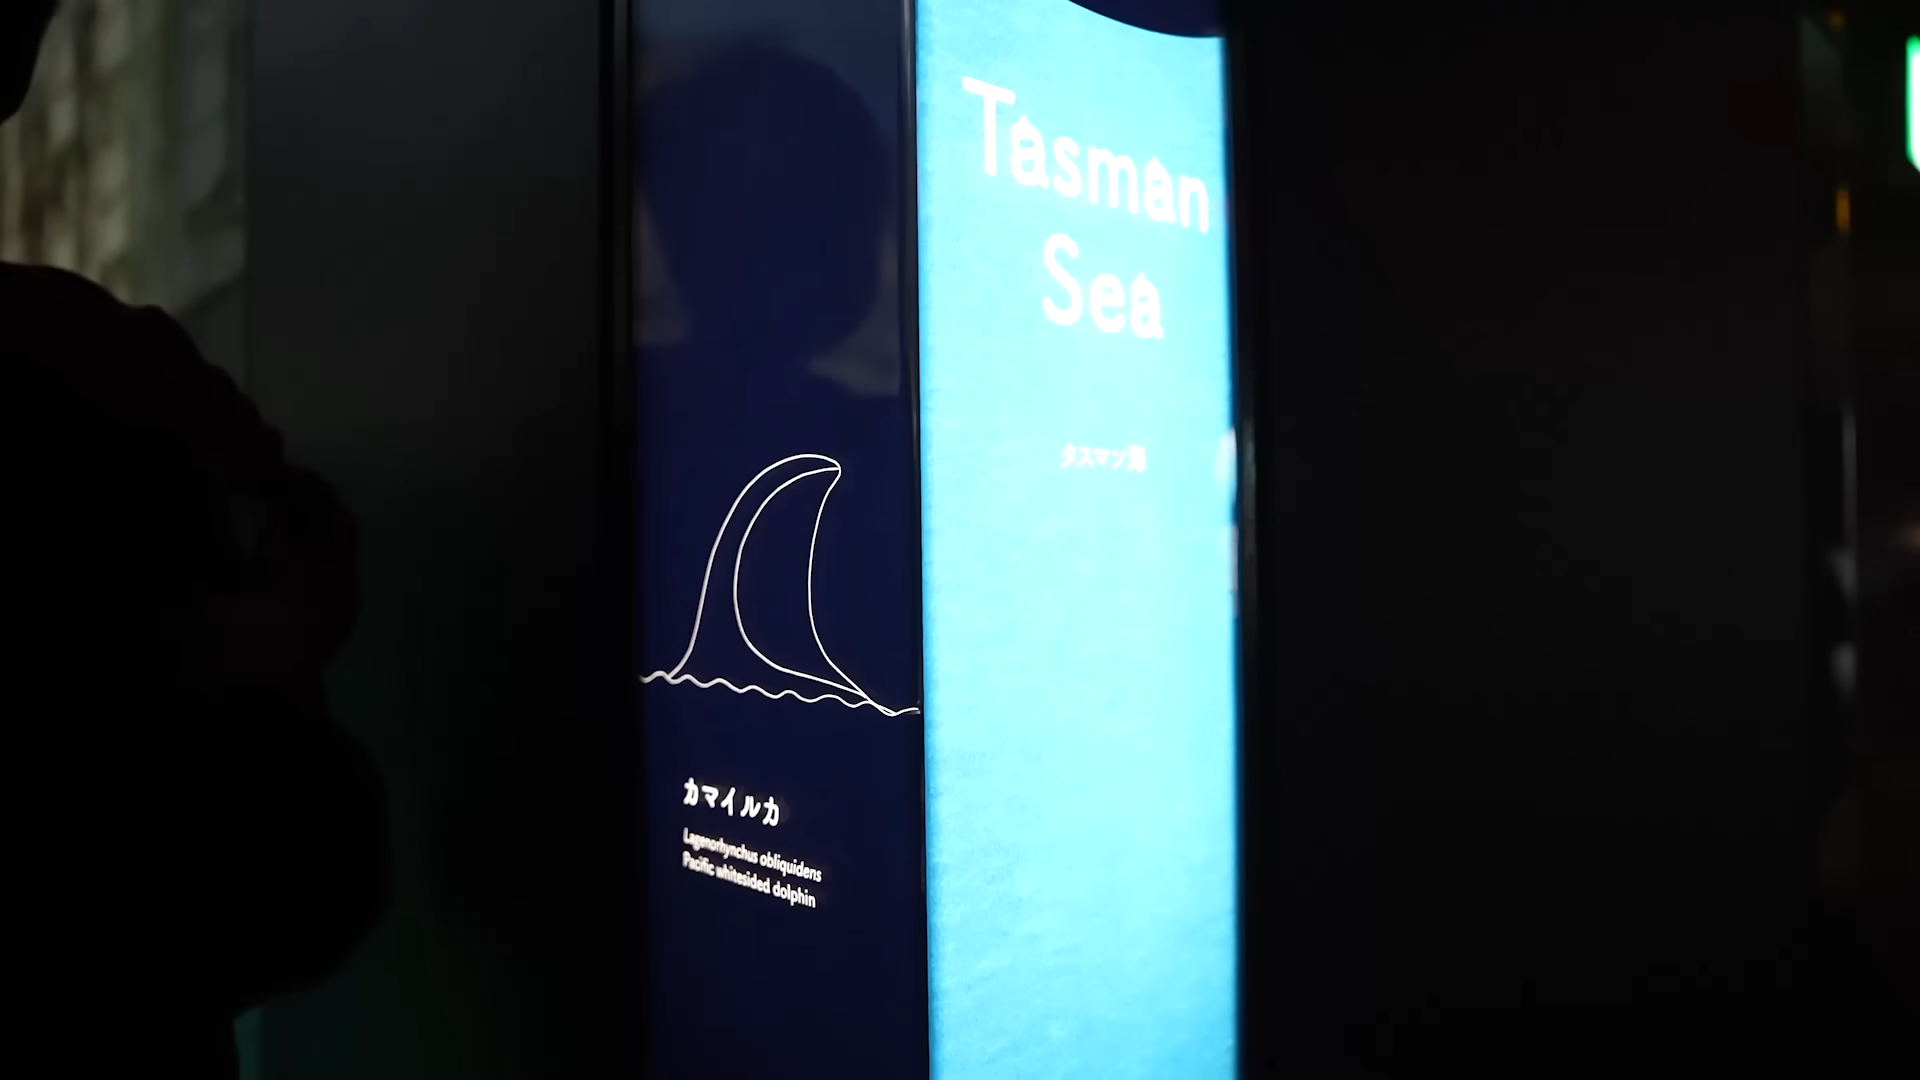 Tasman
Sea
タスマン海
カマイルカ
Lagenorhynchus obliquidens
Pacific whitesided dolphin